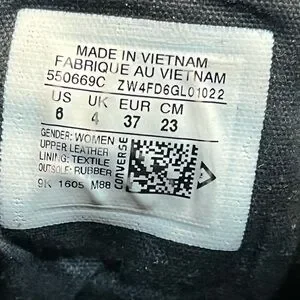 MADE IN VIETNAM
FABRIQUE AU VIETNAM
550669C ZW4FD6GL01022
US UK EUR CM
6 4 37 23
GENDER: WOMEN
UPPER LEATHER
LINING: TEXTILE
OUTSOLE: RUBBER
9K 1605 M88
CONVERSE